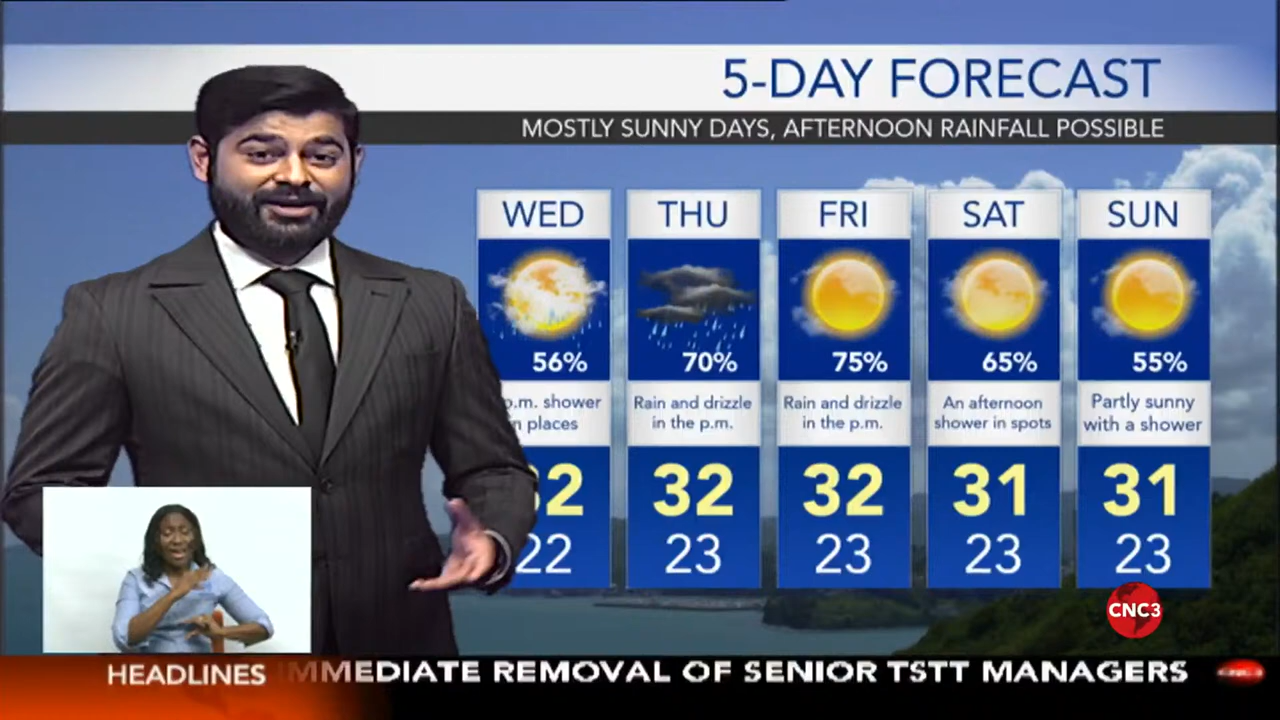 5-DAY FORECAST
MOSTLY SUNNY DAYS, AFTERNOON RAINFALL POSSIBLE
WED THU FRI SAT SUN
56% 70% 75% 65% 55%
p.m. shower Rain and drizzle Rain and drizzle An afternoon Partly sunny
places in the p.m. in the p.m. shower in spots with a shower
2 32 32 31 31
22 23 23 23 23
CNC3
HEADLINES MMEDIATE REMOVAL OF SENIOR TSTT MANAGERS